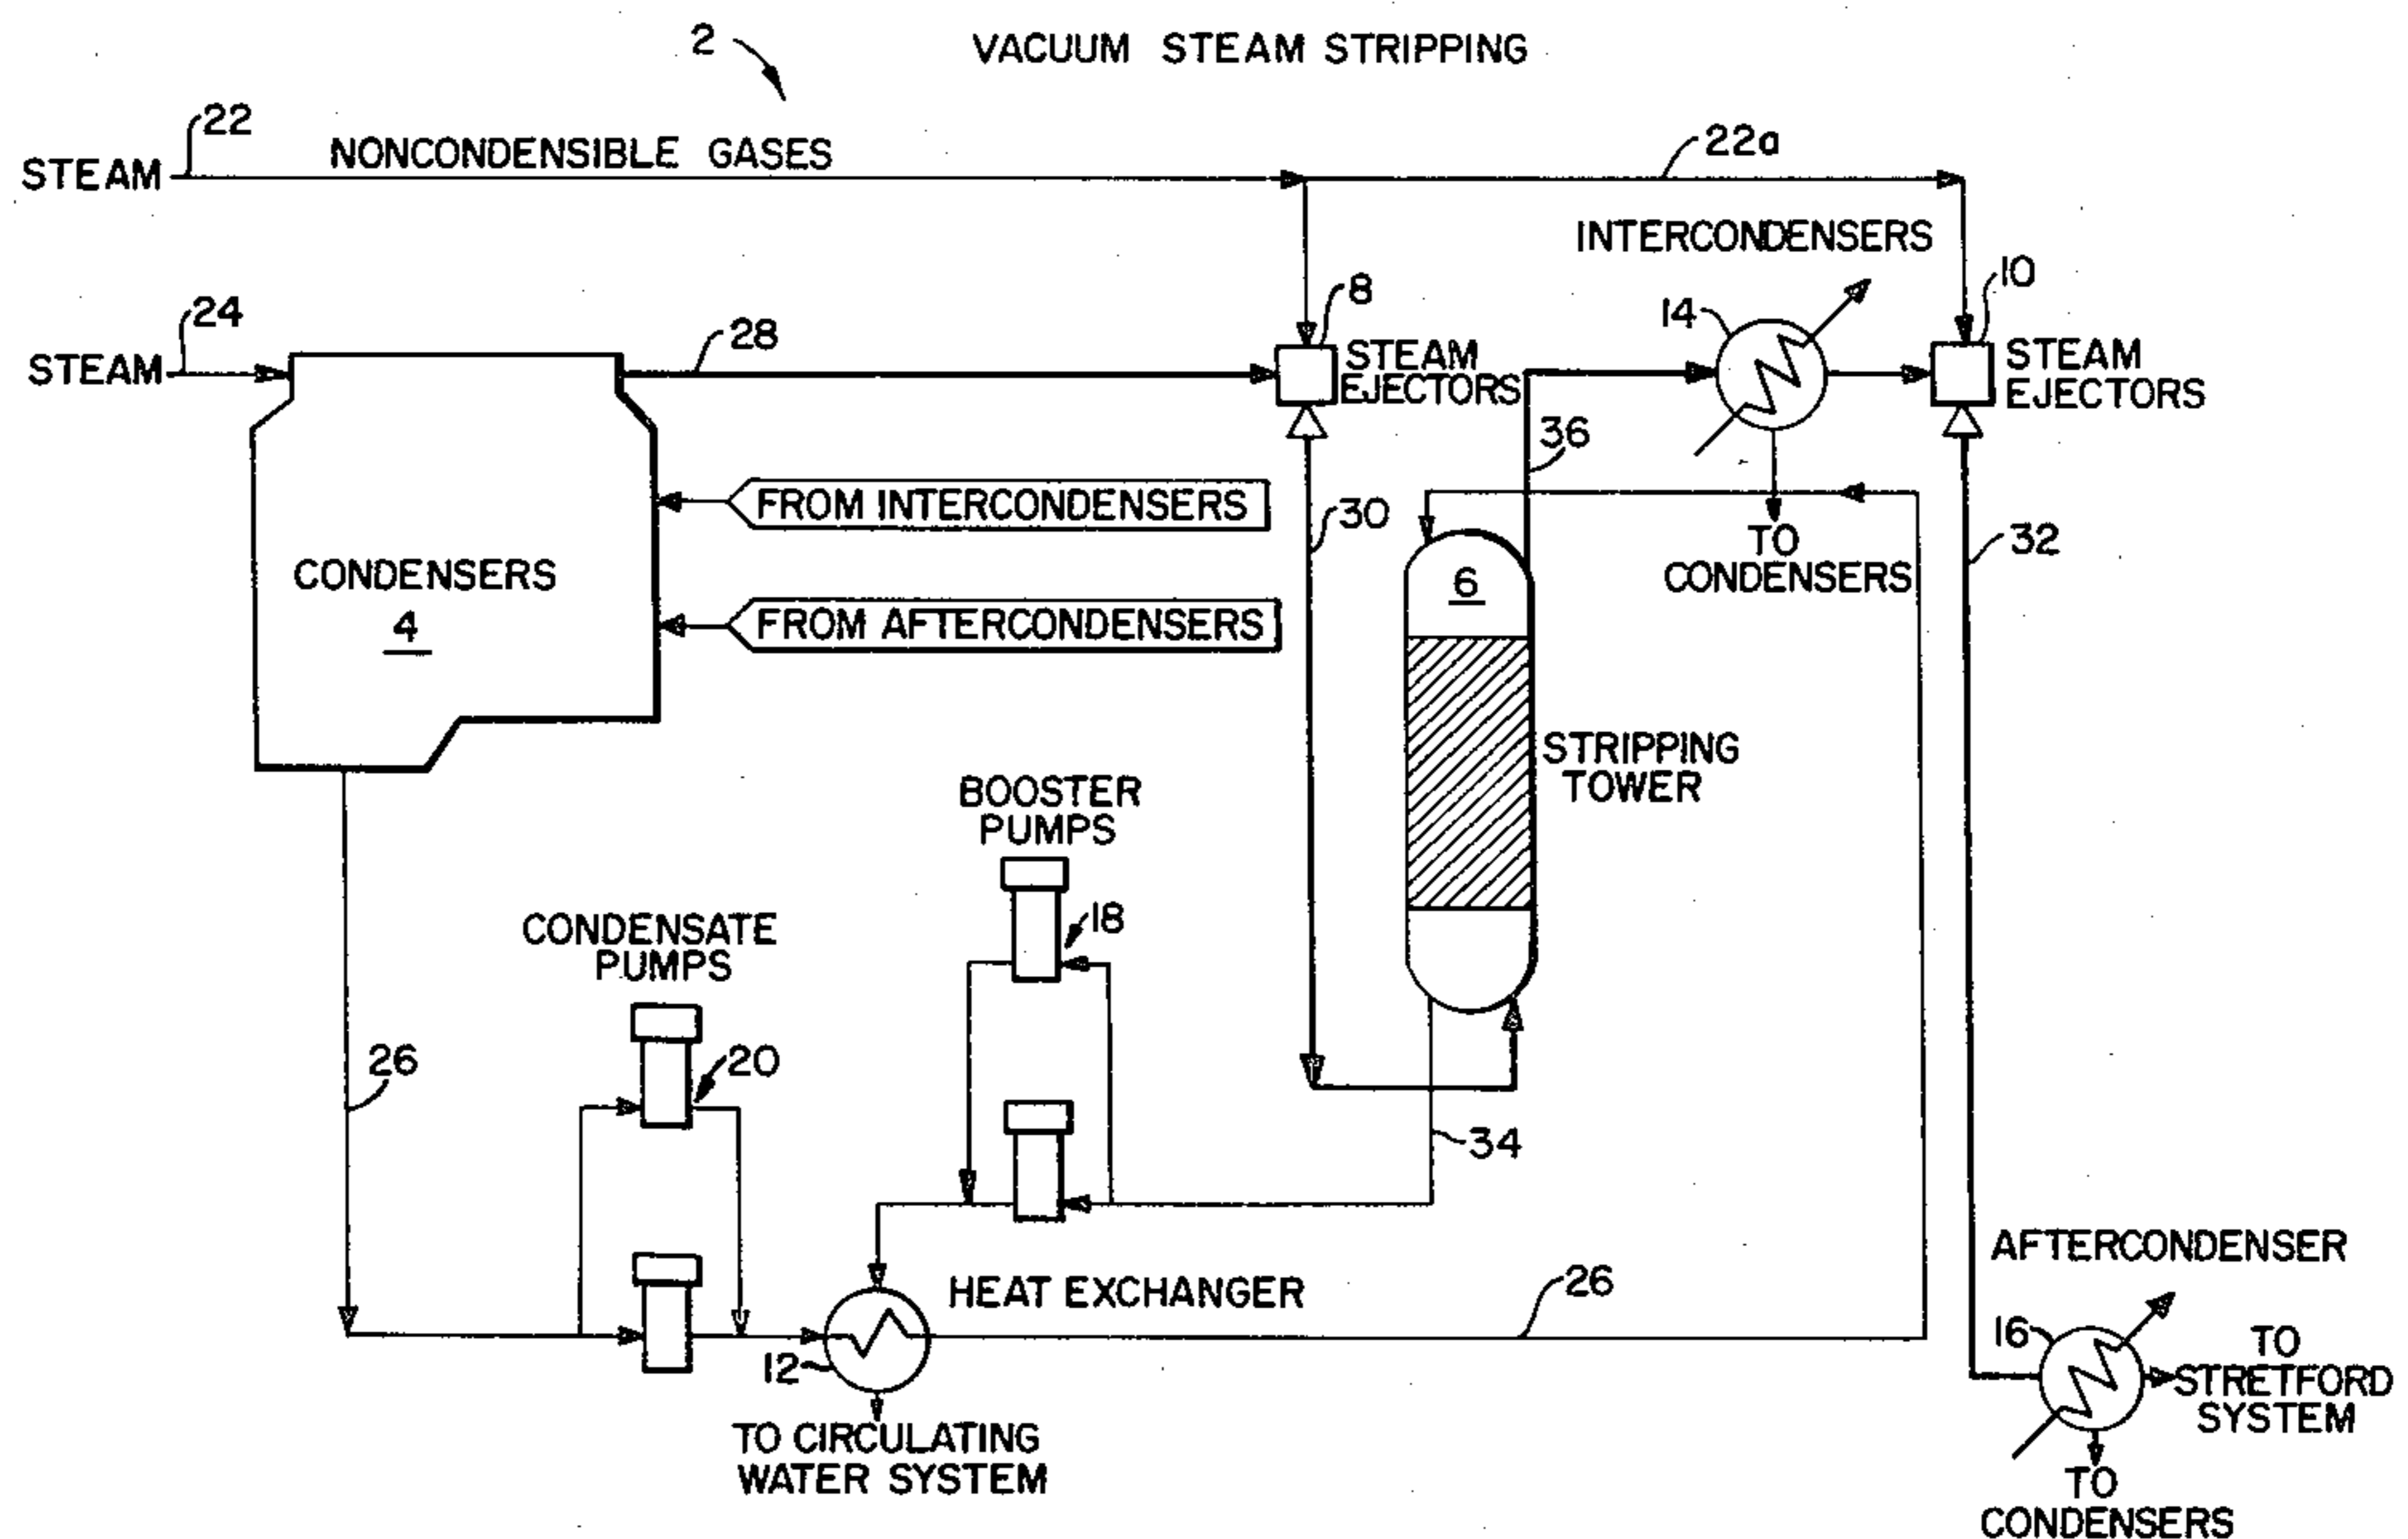 2
VACUUM STEAM STRIPPING
22
NONCONDENSIBLE GASES
22a
STEAM
INTERCONDENSERS
10
24
28
8
14
STEAM
STEAM
EJECTORS
STEAM
EJECTORS
36
FROM INTERCONDENSERS
30
TO
CONDENSERS
32
CONDENSERS
4
6
FROM AFTERCONDENSERS
STRIPPING
TOWER
BOOSTER
PUMPS
CONDENSATE
PUMPS
18
26
20
34
AFTERCONDENSER
HEAT EXCHANGER
26
12
16
TO
STRETFORD
SYSTEM
TO CIRCULATING
WATER SYSTEM
TO
CONDENSERS